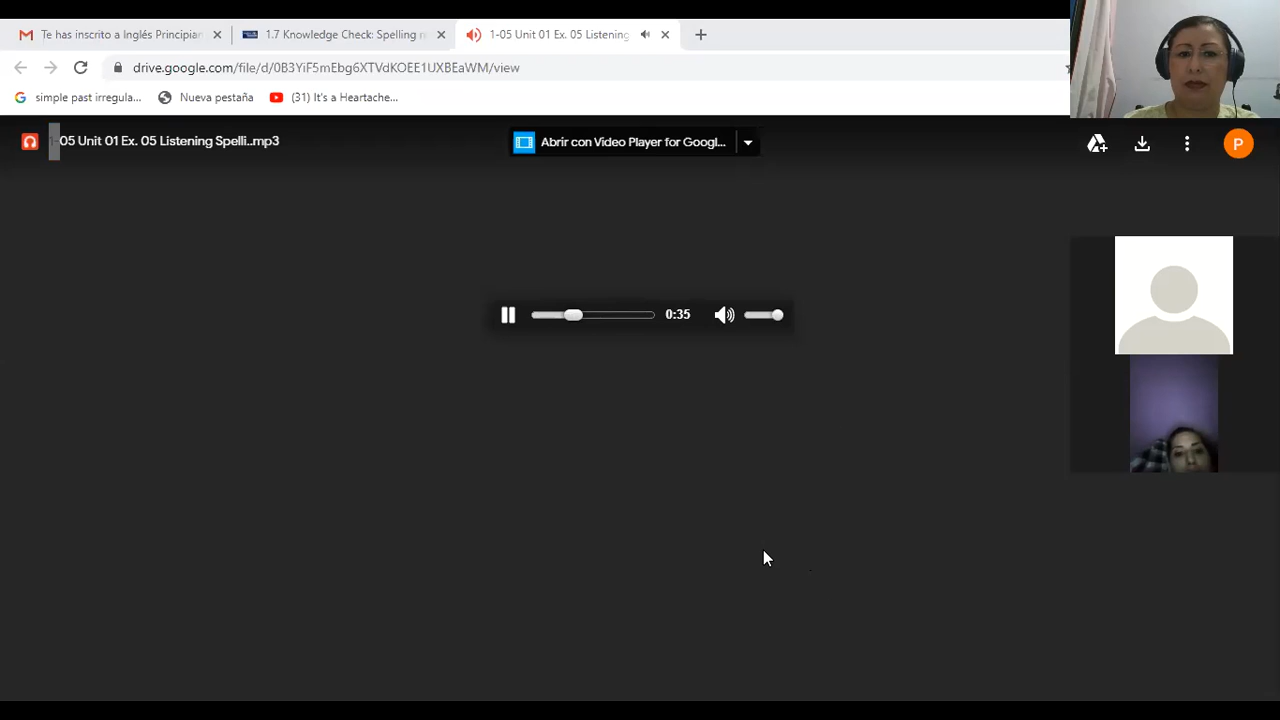 Te has inscrito a Inglés Principian
1.7 Knowledge Check: Spelling
1-05 Unit 01 Ex. 05 Listening
drive.google.com/file/d/0B3YiF5mEbg6XTVdKOEE1UXBEaWM/view
simple past irregula...
Nueva pestaña
(31) It's a Heartache...
1-05 Unit 01 Ex. 05 Listening Spelli..mp3
Abrir con Video Player for Googl...
P
0:35